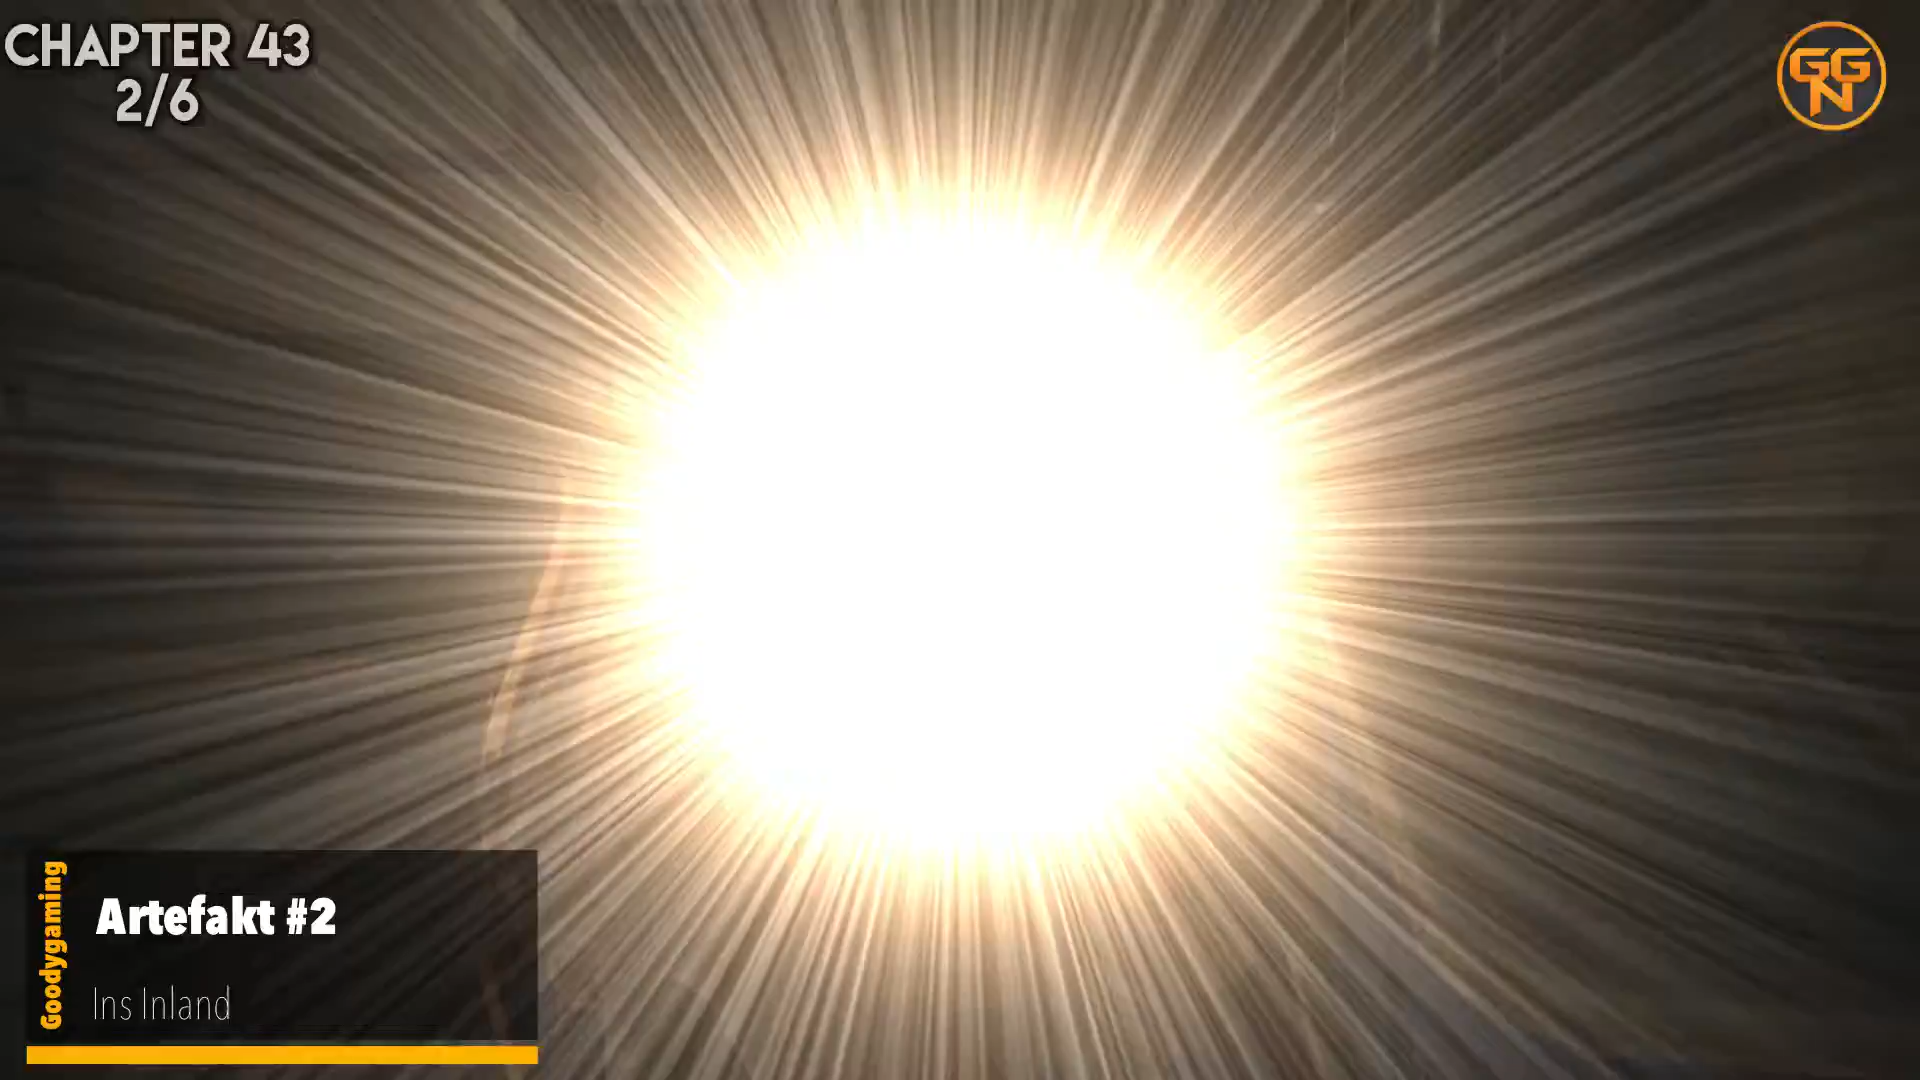 CHAPTER 43
2/6
GGN
Goodygaming
Artefakt #2
Ins Inland